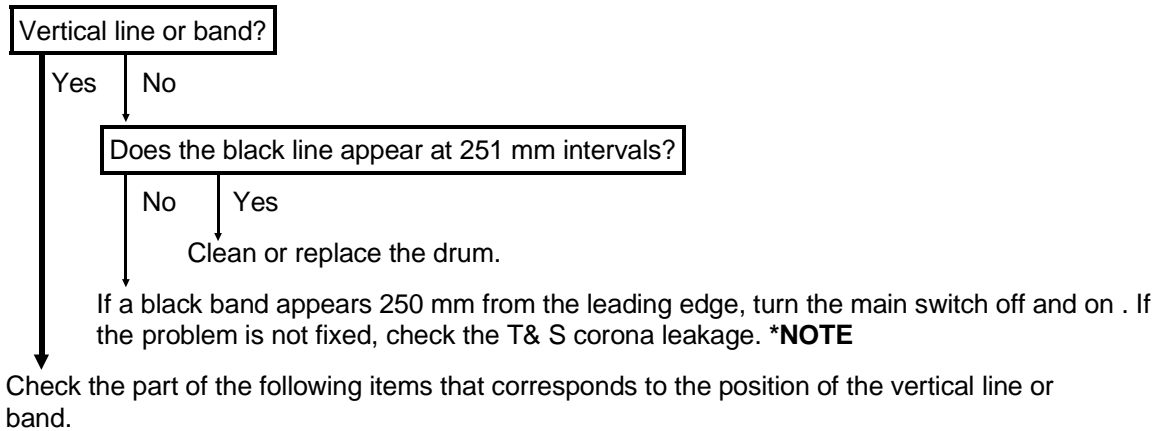 Vertical line or band?
Yes No
Does the black line appear at 251 mm intervals?
No Yes
Clean or replace the drum.
If a black band appears 250 mm from the leading edge, turn the main switch off and on . If
the problem is not fixed, check the T& S corona leakage. *NOTE
Check the part of the following items that corresponds to the position of the vertical line or
band.